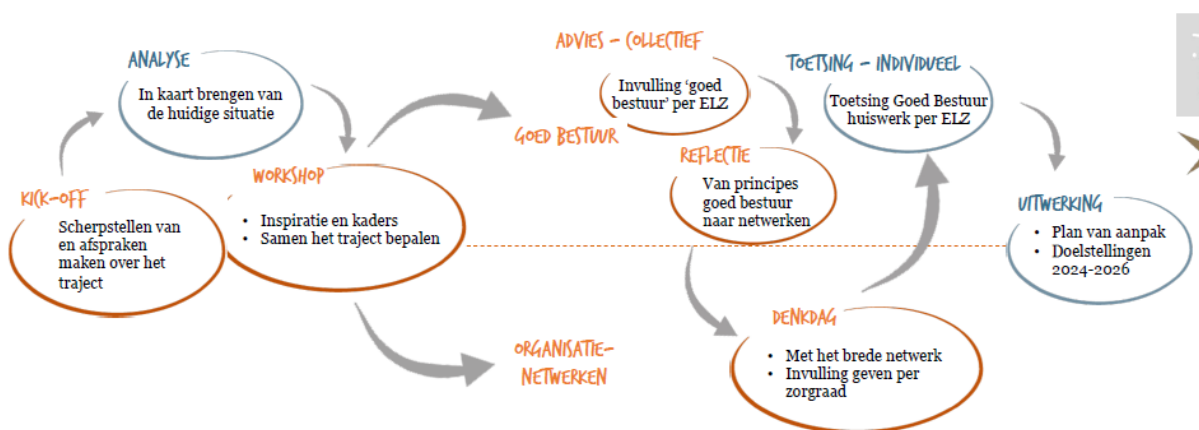 KICK-OFF
Scherpstellen van
en afspraken
maken over het
traject
ANALYSE
In kaart brengen van
de huidige situatie
WORKSHOP
• Inspiratie en kaders
• Samen het traject bepalen
GOED BESTUUR
ORGANISATIE-
NETWERKEN
ADVIES – COLLECTIEF
Invulling ‘goed
bestuur’ per ELZ
REFLECTIE
Van principes
goed bestuur
naar netwerken
DENKDAG
• Met het brede netwerk
• Invulling geven per
zorgraad
TOETSING – INDIVIDUEEL
Toetsing Goed Bestuur
huiswerk per ELZ
UITWERKING
• Plan van aanpak
• Doelstellingen
2024-2026